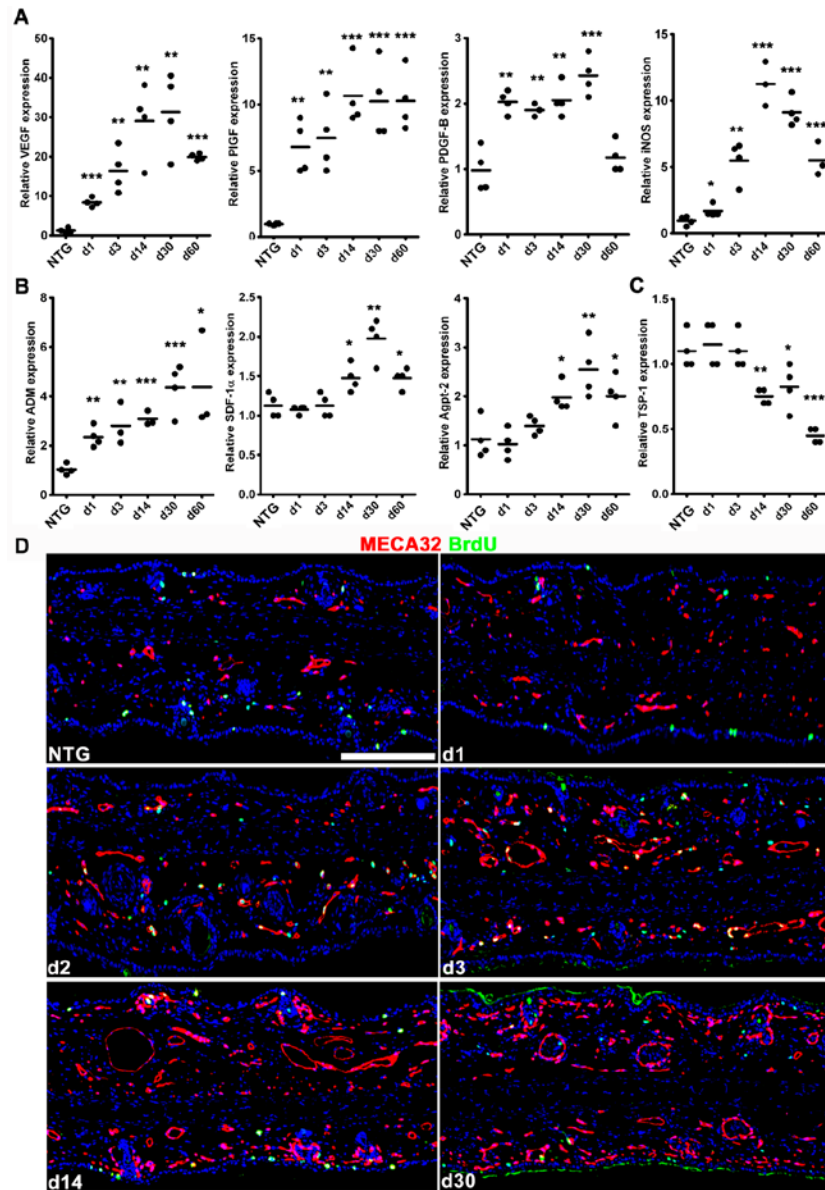 A
Relative VEGF expression
50
40
30
20
10
0
***
**
**
**
***
NTG
d1
d3
d14
d30
d60
Relative PlGF expression
15
10
5
0
**
**
***
***
***
NTG
d1
d3
d14
d30
d60
Relative PDGF-B expression
3
2
1
0
**
**
**
***
NTG
d1
d3
d14
d30
d60
Relative iNOS expression
15
10
5
0
*
**
***
***
***
NTG
d1
d3
d14
d30
d60
B
Relative ADM expression
8
6
4
2
0
**
**
***
***
*
NTG
d1
d3
d14
d30
d60
Relative SDF-1α expression
2.5
2.0
1.5
1.0
0.5
0.0
*
**
*
NTG
d1
d3
d14
d30
d60
Relative Agpt-2 expression
4
3
2
1
0
*
**
*
NTG
d1
d3
d14
d30
d60
C
Relative TSP-1 expression
1.5
1.0
0.5
0.0
**
*
***
NTG
d1
d3
d14
d30
d60
D
MECA32 BrdU
NTG
d1
d2
d3
d14
d30